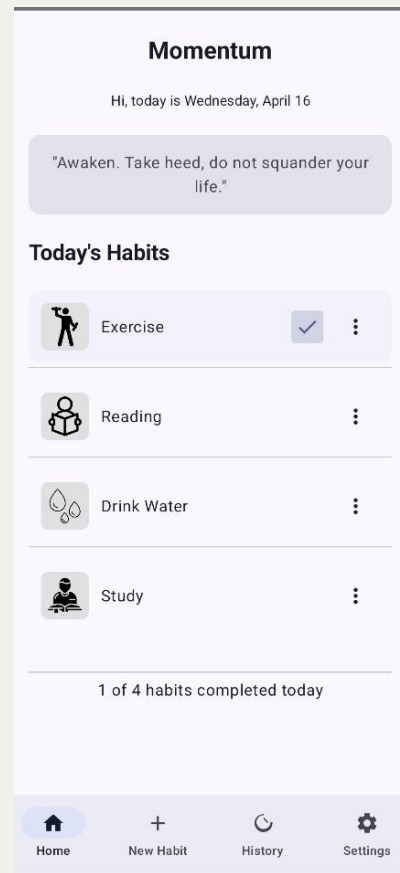 Momentum
Hi, today is Wednesday, April 16
"Awaken. Take heed, do not squander your
life."
Today's Habits
Exercise
Reading
Drink Water
Study
1 of 4 habits completed today
Home
New Habit
History
Settings